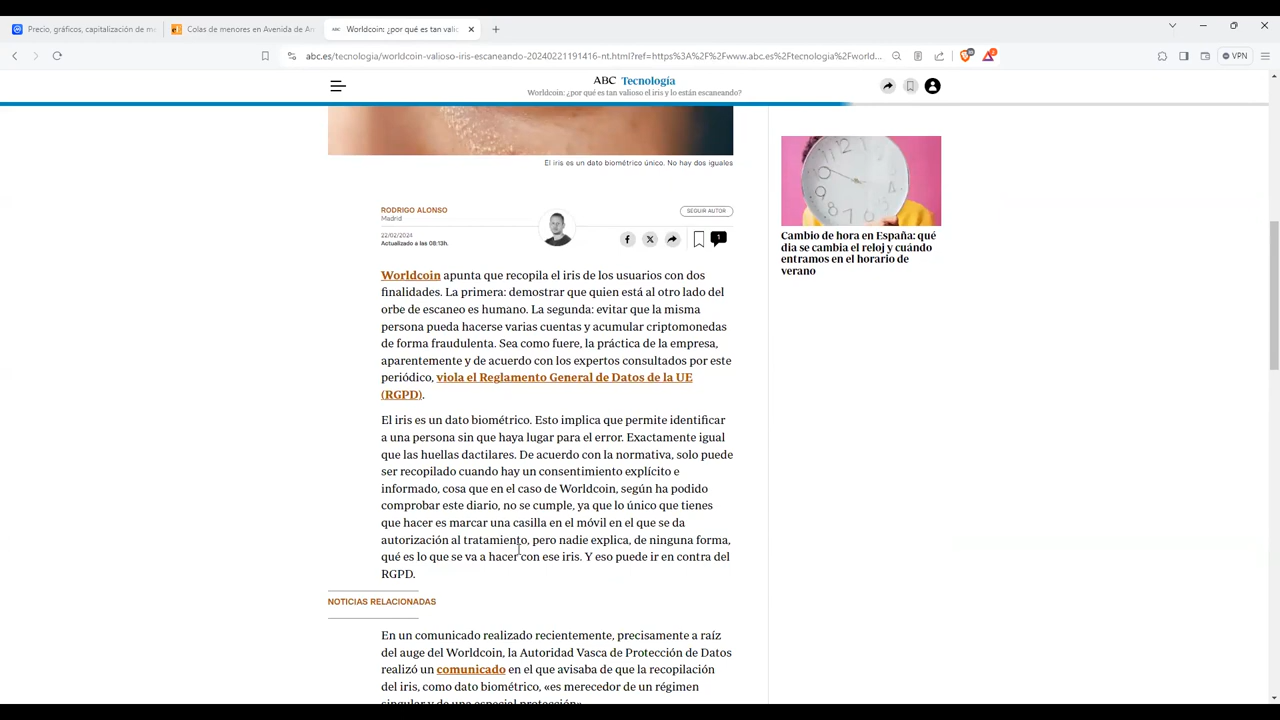 Precio, gráficos, capitalización de me
Colas de menores en Avenida de Am
ABC Worldcoin: ¿por qué es tan valio
abc.es/tecnologia/worldcoin-valioso-iris-escaneando-20240221191416-nt.html?ref=https%3A%2F%2Fwww.abc.es%2Ftecnologia%2Fworld...
VPN
ABC Tecnología
Worldcoin: ¿por qué es tan valioso el iris y lo están escaneando?
El iris es un dato biométrico único. No hay dos iguales
RODRIGO ALONSO
Madrid
SEGUIR AUTOR
22/02/2024
Actualizado a las 08:13h.
1
Worldcoin apunta que recopila el iris de los usuarios con dos
finalidades. La primera: demostrar que quien está al otro lado del
orbe de escaneo es humano. La segunda: evitar que la misma
persona pueda hacerse varias cuentas y acumular criptomonedas
de forma fraudulenta. Sea como fuere, la práctica de la empresa,
aparentemente y de acuerdo con los expertos consultados por este
periódico, viola el Reglamento General de Datos de la UE
(RGPD).
El iris es un dato biométrico. Esto implica que permite identificar
a una persona sin que haya lugar para el error. Exactamente igual
que las huellas dactilares. De acuerdo con la normativa, solo puede
ser recopilado cuando hay un consentimiento explícito e
informado, cosa que en el caso de Worldcoin, según ha podido
comprobar este diario, no se cumple, ya que lo único que tienes
que hacer es marcar una casilla en el móvil en el que se da
autorización al tratamiento, pero nadie explica, de ninguna forma,
qué es lo que se va a hacer con ese iris. Y eso puede ir en contra del
RGPD.
NOTICIAS RELACIONADAS
En un comunicado realizado recientemente, precisamente a raíz
del auge del Worldcoin, la Autoridad Vasca de Protección de Datos
realizó un comunicado en el que avisaba de que la recopilación
del iris, como dato biométrico, «es merecedor de un régimen
singular y de una especial protección»
Cambio de hora en España: qué
día se cambia el reloj y cuándo
entramos en el horario de
verano